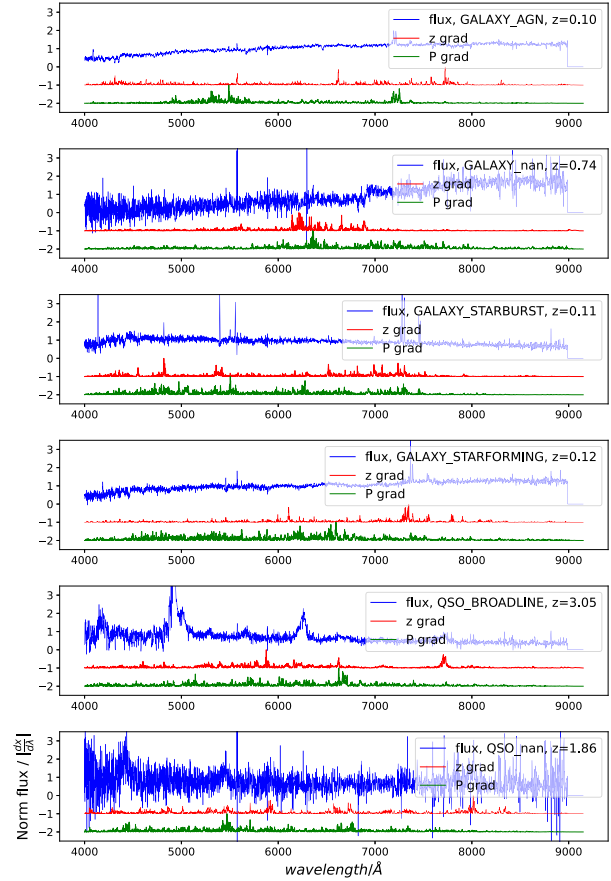 flux, GALAXY_AGN, z=0.10
z grad
P grad
3
2
1
0
−1
−2
4000 5000 6000 7000 8000 9000
flux, GALAXY_nan, z=0.74
z grad
P grad
3
2
1
0
−1
−2
4000 5000 6000 7000 8000 9000
flux, GALAXY_STARBURST, z=0.11
z grad
P grad
3
2
1
0
−1
−2
4000 5000 6000 7000 8000 9000
flux, GALAXY_STARFORMING, z=0.12
z grad
P grad
3
2
1
0
−1
−2
4000 5000 6000 7000 8000 9000
flux, QSO_BROADLINE, z=3.05
z grad
P grad
3
2
1
0
−1
−2
4000 5000 6000 7000 8000 9000
flux, QSO_nan, z=1.86
z grad
P grad
3
2
1
0
−1
−2
Norm flux / |dx/dλ|
4000 5000 6000 7000 8000 9000
wavelength/Å